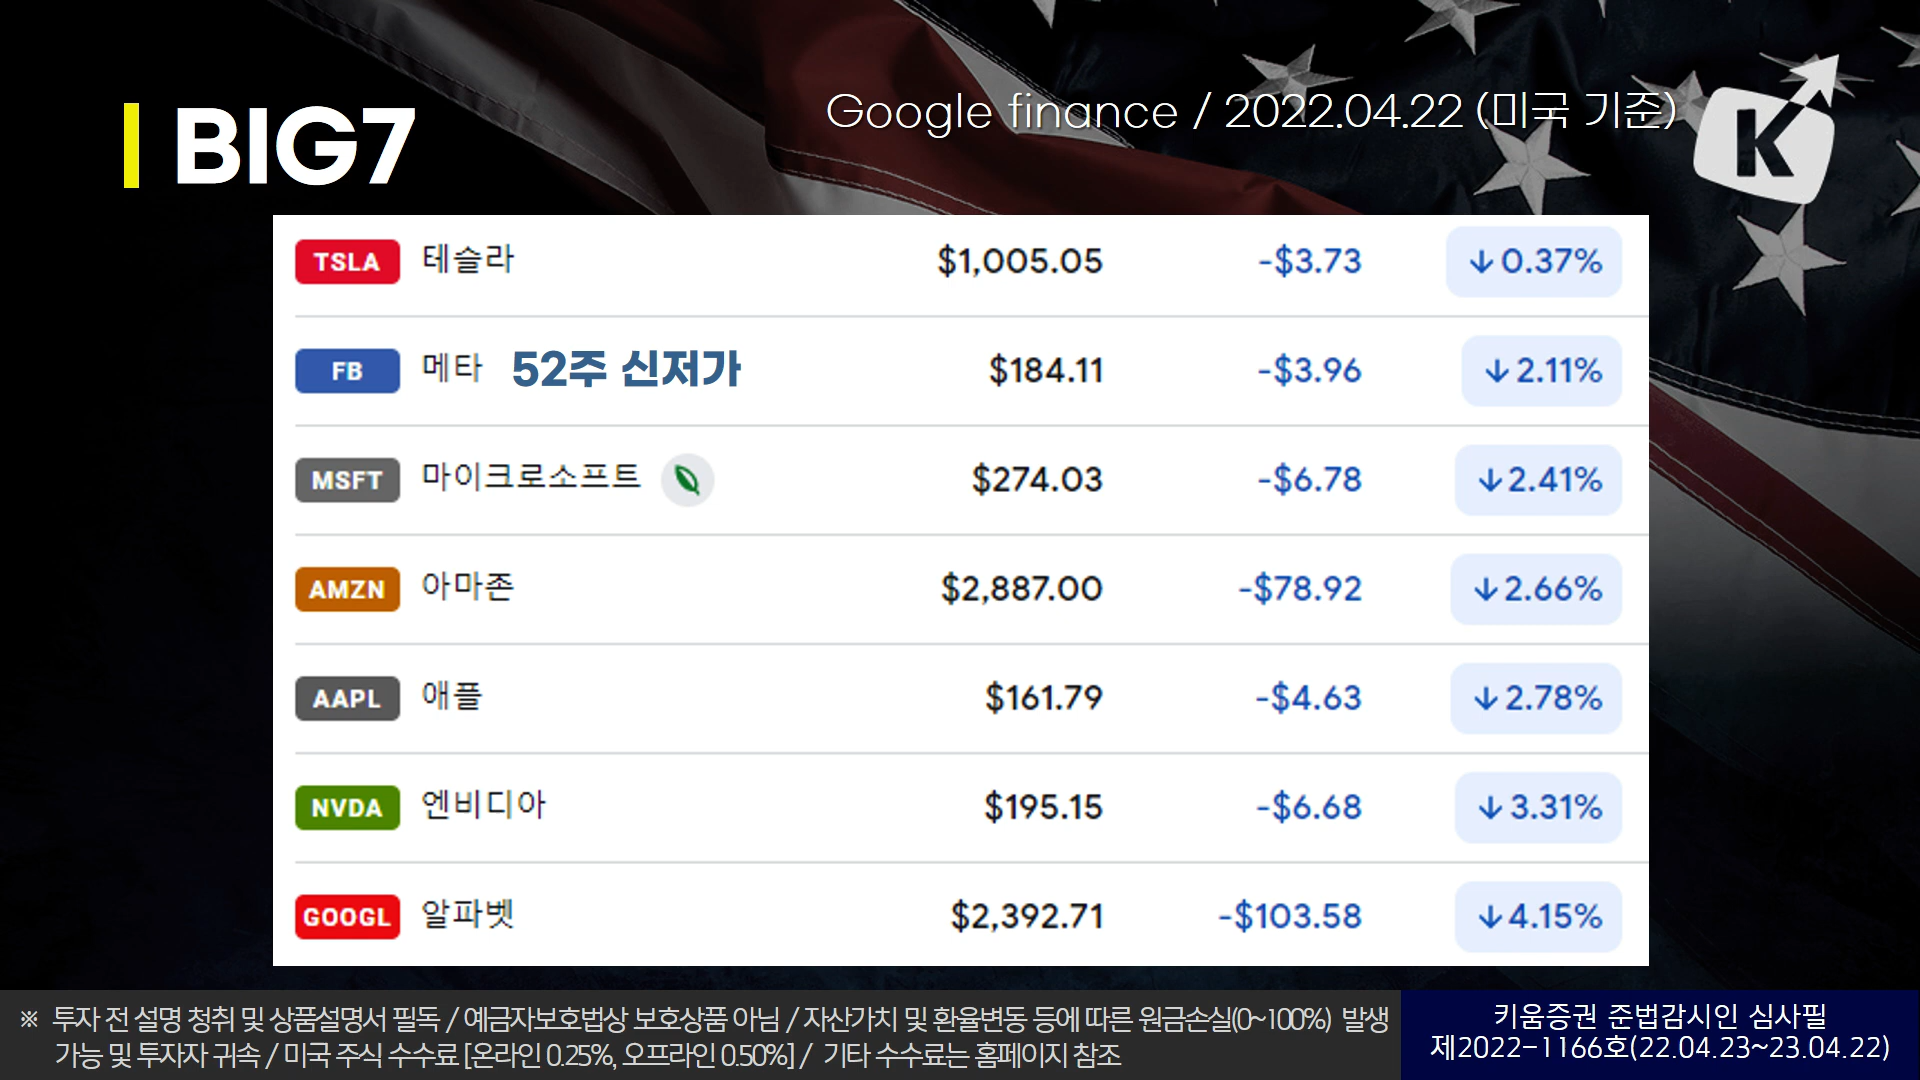 BIG7
Google finance / 2022.04.22 (미국 기준)
K
TSLA 테슬라 $1,005.05 -$3.73 ↓0.37%
FB 메타 52주 신저가 $184.11 -$3.96 ↓2.11%
MSFT 마이크로소프트 $274.03 -$6.78 ↓2.41%
AMZN 아마존 $2,887.00 -$78.92 ↓2.66%
AAPL 애플 $161.79 -$4.63 ↓2.78%
NVDA 엔비디아 $195.15 -$6.68 ↓3.31%
GOOGL 알파벳 $2,392.71 -$103.58 ↓4.15%
※ 투자 전 설명 청취 및 상품설명서 필독 / 예금자보호법상 보호상품 아님 / 자산가치 및 환율변동 등에 따른 원금손실(0~100%) 발생
가능 및 투자자 귀속 / 미국 주식 수수료 [온라인 0.25%, 오프라인 0.50%] / 기타 수수료는 홈페이지 참조
키움증권 준법감시인 심사필
제2022-1166호(22.04.23~23.04.22)